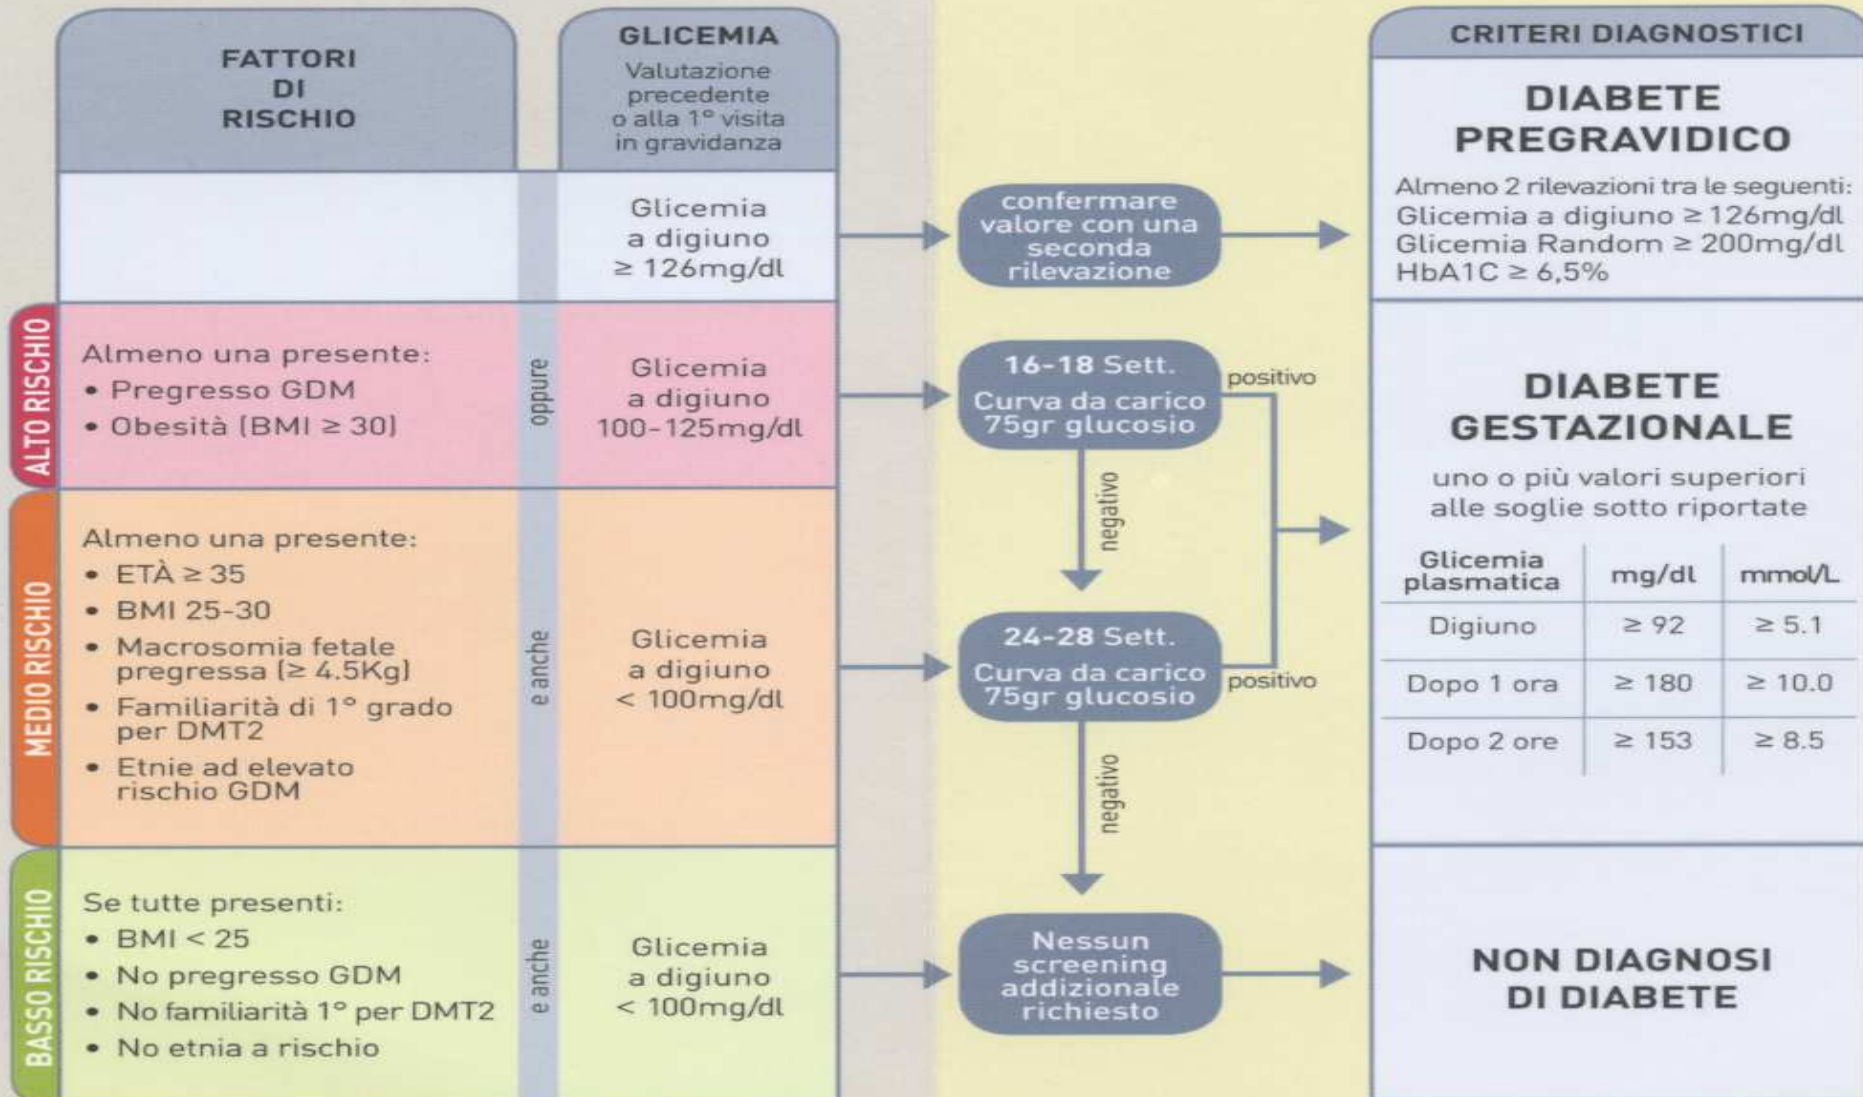 FATTORI
DI
RISCHIO
GLICEMIA
Valutazione
precedente
o alla 1° visita
in gravidanza
CRITERI DIAGNOSTICI
Glicemia
a digiuno
≥ 126mg/dl
confermare
valore con una
seconda
rilevazione
DIABETE
PREGRAVIDICO
Almeno 2 rilevazioni tra le seguenti:
Glicemia a digiuno ≥ 126mg/dl
Glicemia Random ≥ 200mg/dl
HbA1C ≥ 6,5%
ALTO RISCHIO
Almeno una presente:
• Pregresso GDM
• Obesità (BMI ≥ 30)
oppure
Glicemia
a digiuno
100-125mg/dl
16-18 Sett.
Curva da carico
75gr glucosio
positivo
negativo
DIABETE
GESTAZIONALE
uno o più valori superiori
alle soglie sotto riportate
Glicemia
plasmatica
mg/dl
mmol/L
Digiuno ≥ 92 ≥ 5.1
Dopo 1 ora ≥ 180 ≥ 10.0
Dopo 2 ore ≥ 153 ≥ 8.5
MEDIO RISCHIO
Almeno una presente:
• ETÀ ≥ 35
• BMI 25-30
• Macrosomia fetale
pregressa (≥ 4.5Kg)
• Familiarità di 1° grado
per DMT2
• Etnie ad elevato
rischio GDM
e anche
Glicemia
a digiuno
< 100mg/dl
24-28 Sett.
Curva da carico
75gr glucosio
positivo
negativo
BASSO RISCHIO
Se tutte presenti:
• BMI < 25
• No pregresso GDM
• No familiarità 1° per DMT2
• No etnia a rischio
e anche
Glicemia
a digiuno
< 100mg/dl
Nessun
screening
addizionale
richiesto
NON DIAGNOSI
DI DIABETE